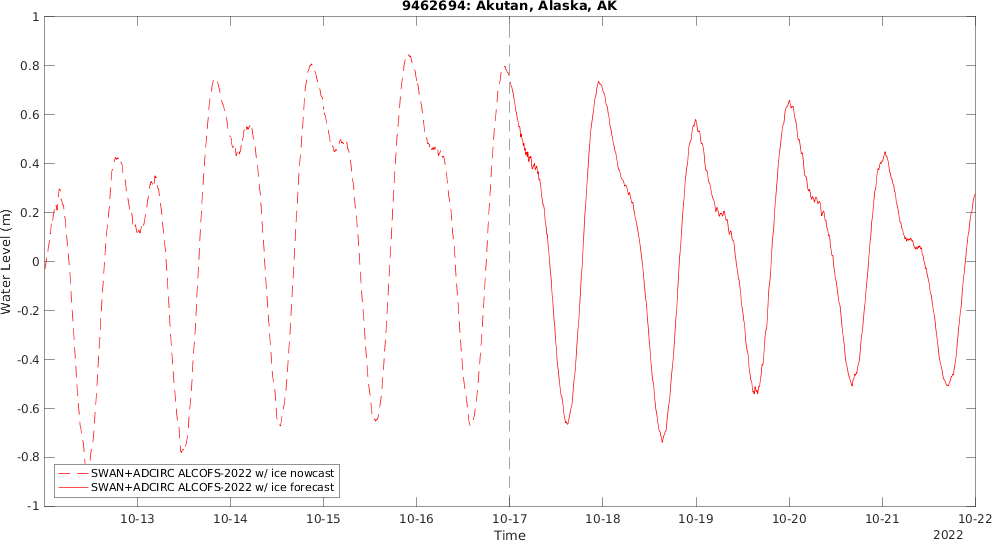 9462694: Akutan, Alaska, AK
1
0.8
0.6
0.4
0.2
0
-0.2
-0.4
-0.6
-0.8
-1
Water Level (m)
SWAN+ADCIRC ALCOFS-2022 w/ ice nowcast
SWAN+ADCIRC ALCOFS-2022 w/ ice forecast
10-13 10-14 10-15 10-16 10-17 10-18 10-19 10-20 10-21 10-22
Time
2022